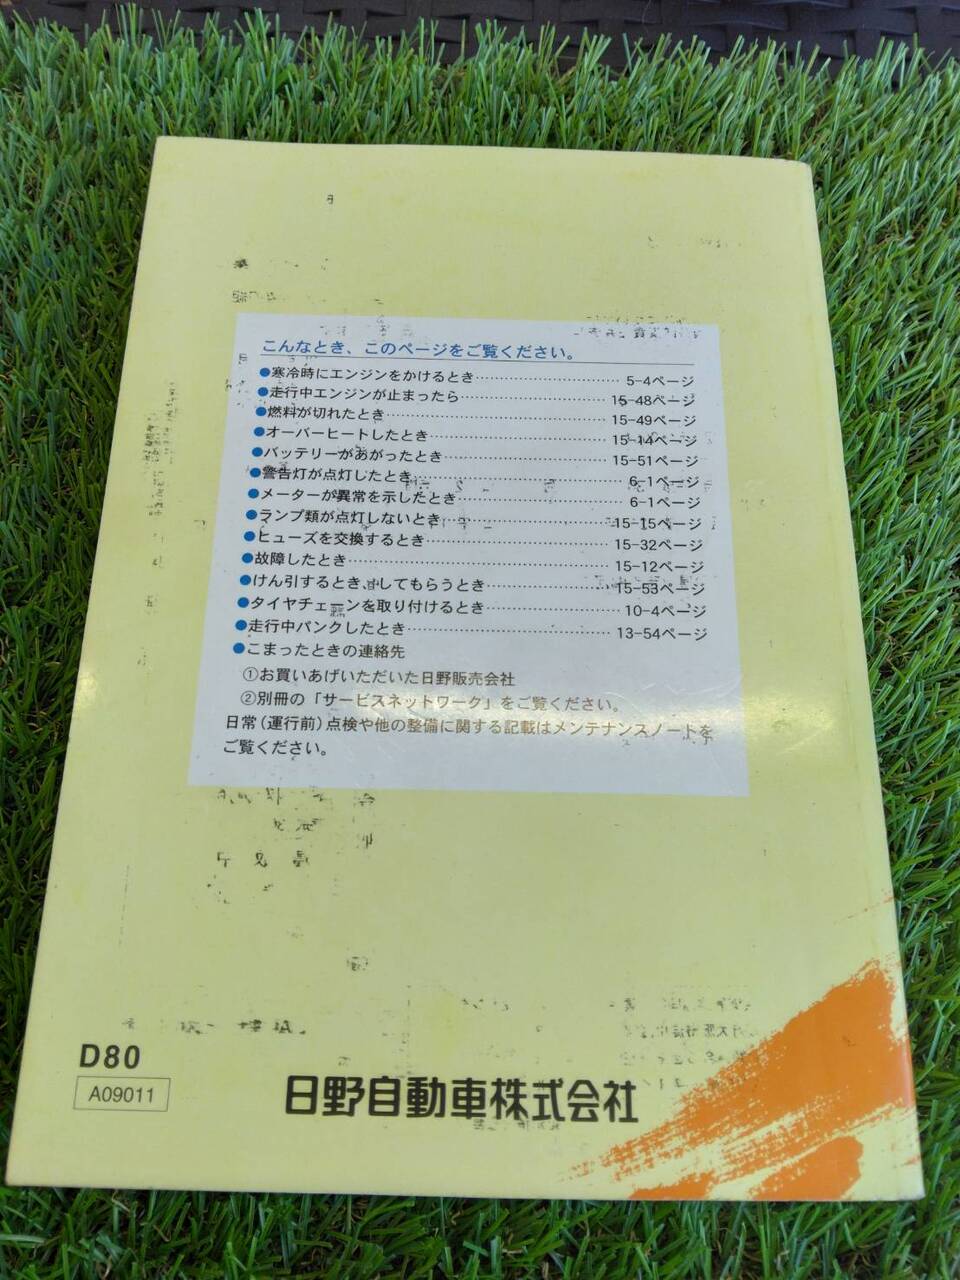 こんなとき、このページをご覧ください。
●寒冷時にエンジンをかけるとき…………………5-4ページ
●走行中エンジンが止まったら…………………15-48ページ
●燃料が切れたとき…………………15-49ページ
●オーバーヒートしたとき…………………15-14ページ
●バッテリーがあがったとき…………………15-51ページ
●警告灯が点灯したとき…………………6-1ページ
●メーターが異常を示したとき…………………6-1ページ
●ランプ類が点灯しないとき…………………15-15ページ
●ヒューズを交換するとき…………………15-32ページ
●故障したとき…………………15-12ページ
●けん引するとき、してもらうとき…………………15-53ページ
●タイヤチェーンを取り付けるとき…………………10-4ページ
●走行中パンクしたとき…………………13-54ページ
●こまったときの連絡先
①お買いあげいただいた日野販売会社
②別冊の「サービスネットワーク」をご覧ください。
日常（運行前）点検や他の整備に関する記載はメンテナンスノートを
ご覧ください。
D80
A09011
日野自動車株式会社